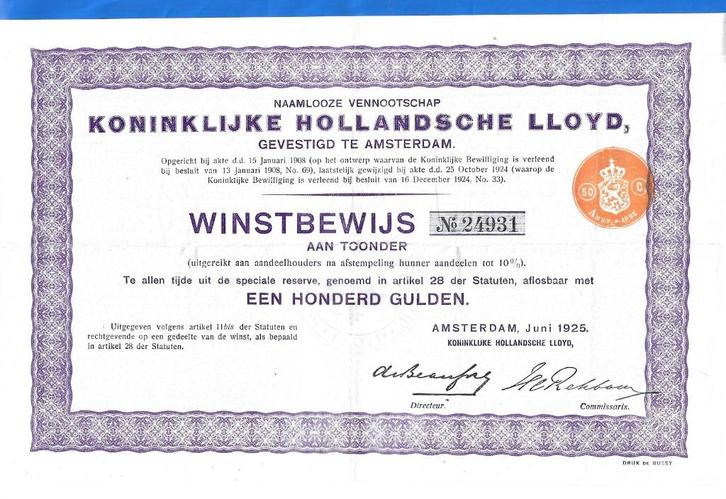 NAAMLOOZE VENNOOTSCHAP
KONINKLIJKE HOLLANDSCHE LLOYD,
GEVESTIGD TE AMSTERDAM.
Opgericht bij akte d.d. 15 Januari 1908 (op het ontwerp waarvan de Koninklijke Bewilliging is verleend
bij besluit van 13 Januari 1908, No. 69), laatstelijk gewijzigd bij akte d.d. 25 October 1924 (waarop de
Koninklijke Bewilliging is verleend bij besluit van 16 December 1924, No. 33).
50 C.
WINSTBEWIJS № 24931
AAN TOONDER
(uitgereikt aan aandeelhouders na afstempeling hunner aandeelen tot 10%).
Te allen tijde uit de speciale reserve, genoemd in artikel 28 der Statuten, aflosbaar met
EEN HONDERD GULDEN.
Uitgegeven volgens artikel 11bis der Statuten en
rechtgevende op een gedeelte van de winst, als bepaald
in artikel 28 der Statuten.
AMSTERDAM, Juni 1925.
KONINKLIJKE HOLLANDSCHE LLOYD,
Directeur. Commissaris.
DRUK DE BUSSY